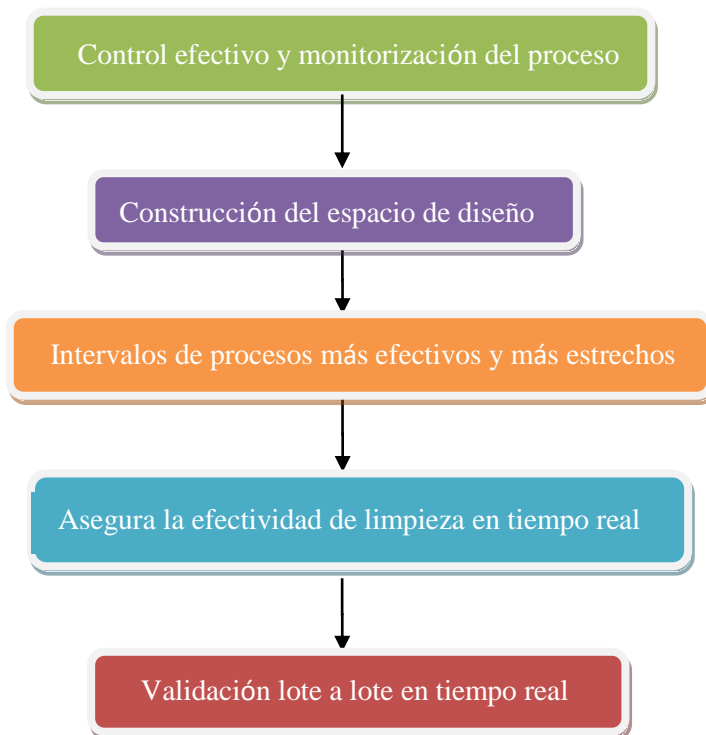 Control efectivo y monitorización del proceso
Construcción del espacio de diseño
Intervalos de procesos más efectivos y más estrechos
Asegura la efectividad de limpieza en tiempo real
Validación lote a lote en tiempo real